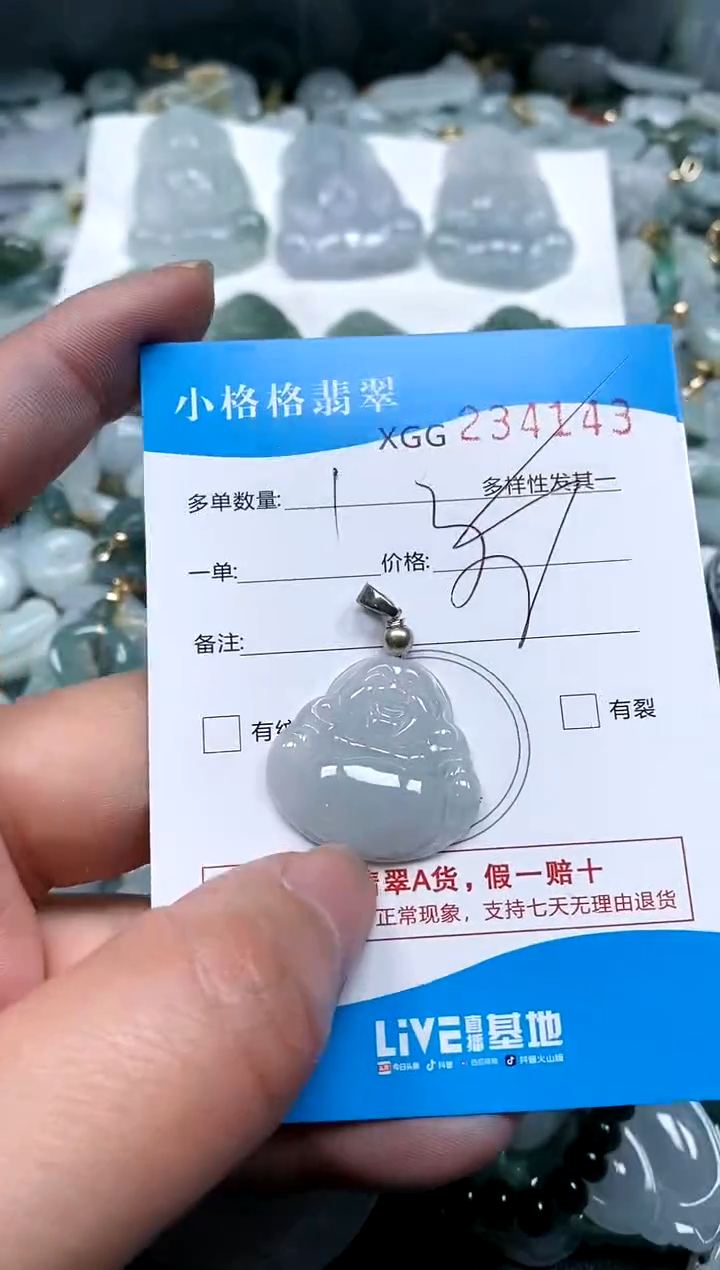 小格格翡翠
XGG 234143
多单数量: 1 多样性发其一
一单: 价格:
备注:
有 有裂
翠A货，假一赔十
正常现象，支持七天无理由退货
LiVE直播基地
今日头条 抖音 抖音火山版